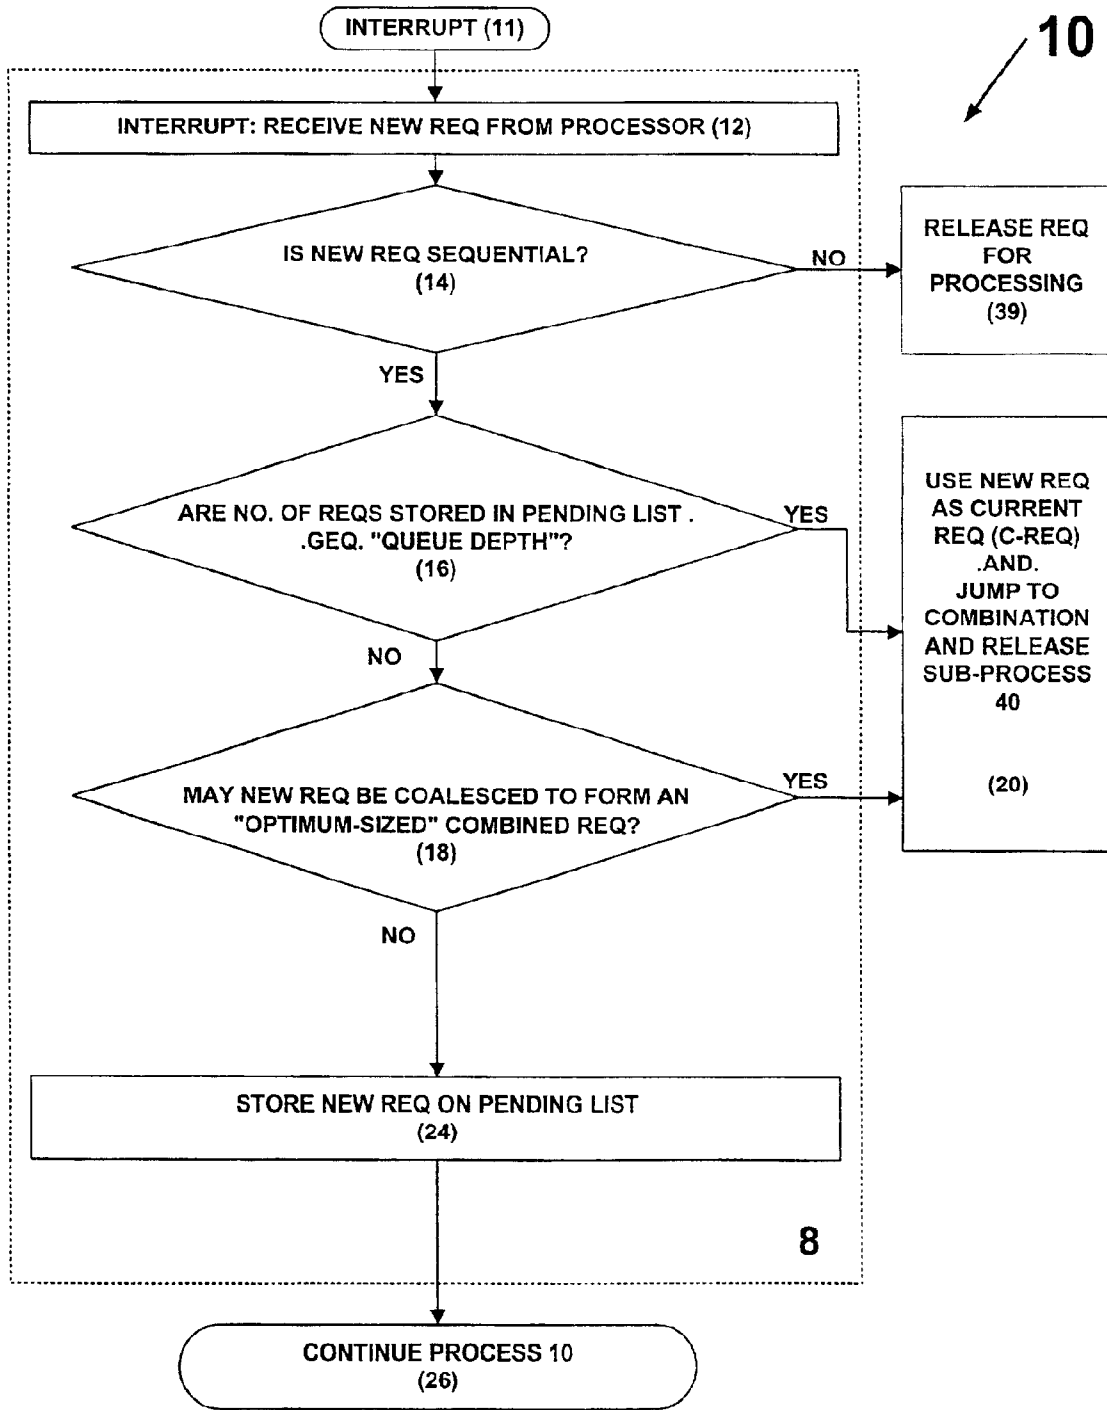 INTERRUPT (11)
10
INTERRUPT: RECEIVE NEW REQ FROM PROCESSOR (12)
IS NEW REQ SEQUENTIAL?
(14)
NO
RELEASE REQ
FOR
PROCESSING
(39)
YES
ARE NO. OF REQS STORED IN PENDING LIST .
.GEQ. "QUEUE DEPTH"?
(16)
YES
USE NEW REQ
AS CURRENT
REQ (C-REQ)
.AND.
JUMP TO
COMBINATION
AND RELEASE
SUB-PROCESS
40
(20)
NO
MAY NEW REQ BE COALESCED TO FORM AN
"OPTIMUM-SIZED" COMBINED REQ?
(18)
YES
NO
STORE NEW REQ ON PENDING LIST
(24)
8
CONTINUE PROCESS 10
(26)